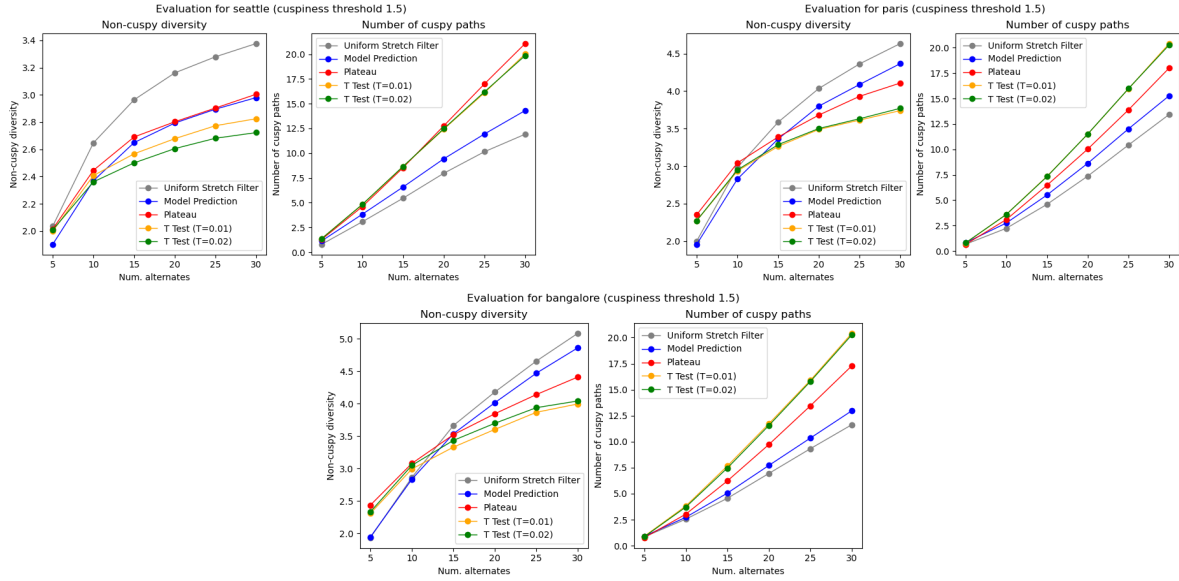 Evaluation for seattle (cuspiness threshold 1.5)
Non-cuspy diversity
Number of cuspy paths
Non-cuspy diversity
3.4
3.2
3.0
2.8
2.6
2.4
2.2
2.0
Uniform Stretch Filter
Model Prediction
Plateau
T Test (T=0.01)
T Test (T=0.02)
5 10 15 20 25 30
Num. alternates
Number of cuspy paths
20.0
17.5
15.0
12.5
10.0
7.5
5.0
2.5
0.0
Uniform Stretch Filter
Model Prediction
Plateau
T Test (T=0.01)
T Test (T=0.02)
5 10 15 20 25 30
Num. alternates
Evaluation for paris (cuspiness threshold 1.5)
Non-cuspy diversity
Number of cuspy paths
Non-cuspy diversity
4.5
4.0
3.5
3.0
2.5
2.0
Uniform Stretch Filter
Model Prediction
Plateau
T Test (T=0.01)
T Test (T=0.02)
5 10 15 20 25 30
Num. alternates
Number of cuspy paths
20.0
17.5
15.0
12.5
10.0
7.5
5.0
2.5
0.0
Uniform Stretch Filter
Model Prediction
Plateau
T Test (T=0.01)
T Test (T=0.02)
5 10 15 20 25 30
Num. alternates
Evaluation for bangalore (cuspiness threshold 1.5)
Non-cuspy diversity
Number of cuspy paths
Non-cuspy diversity
5.0
4.5
4.0
3.5
3.0
2.5
2.0
Uniform Stretch Filter
Model Prediction
Plateau
T Test (T=0.01)
T Test (T=0.02)
5 10 15 20 25 30
Num. alternates
Number of cuspy paths
20.0
17.5
15.0
12.5
10.0
7.5
5.0
2.5
0.0
Uniform Stretch Filter
Model Prediction
Plateau
T Test (T=0.01)
T Test (T=0.02)
5 10 15 20 25 30
Num. alternates